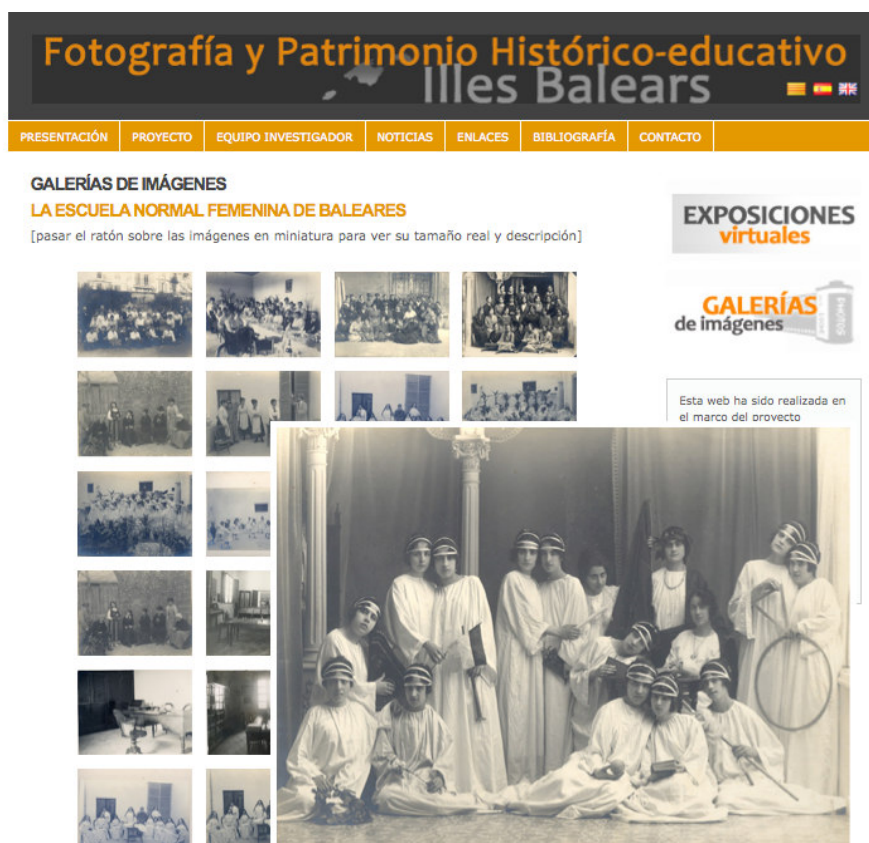 Fotografía y Patrimonio Histórico-educativo
Illes Balears
PRESENTACIÓN PROYECTO EQUIPO INVESTIGADOR NOTICIAS ENLACES BIBLIOGRAFÍA CONTACTO
GALERÍAS DE IMÁGENES
LA ESCUELA NORMAL FEMENINA DE BALEARES
[pasar el ratón sobre las imágenes en miniatura para ver su tamaño real y descripción]
EXPOSICIONES
virtuales
GALERÍAS
de imágenes
PHOTOS
Esta web ha sido realizada en
el marco del proyecto